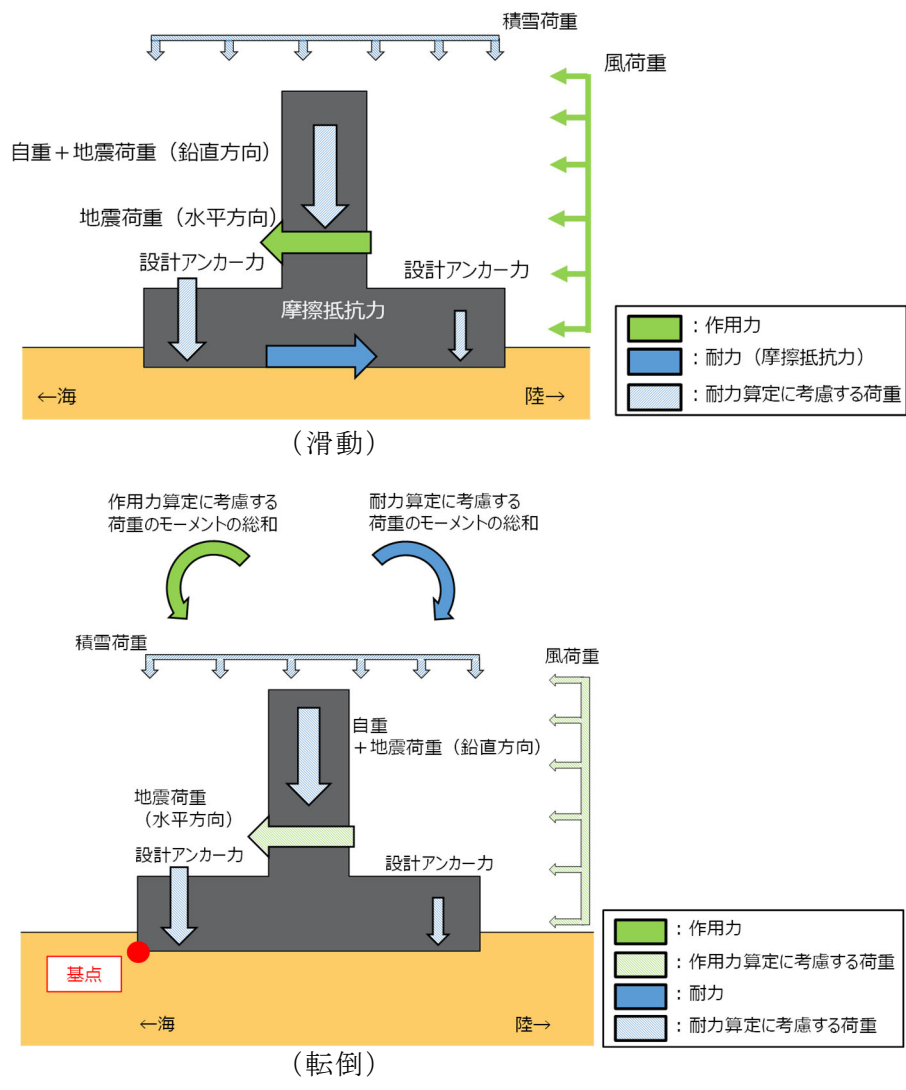 積雪荷重
風荷重
自重＋地震荷重（鉛直方向）
地震荷重（水平方向）
設計アンカー力
設計アンカー力
摩擦抵抗力
：作用力
：耐力（摩擦抵抗力）
：耐力算定に考慮する荷重
←海
陸→
（滑動）
作用力算定に考慮する
荷重のモーメントの総和
耐力算定に考慮する
荷重のモーメントの総和
積雪荷重
風荷重
自重
＋地震荷重（鉛直方向）
地震荷重
（水平方向）
設計アンカー力
設計アンカー力
基点
：作用力
：作用力算定に考慮する荷重
：耐力
：耐力算定に考慮する荷重
←海
陸→
（転倒）